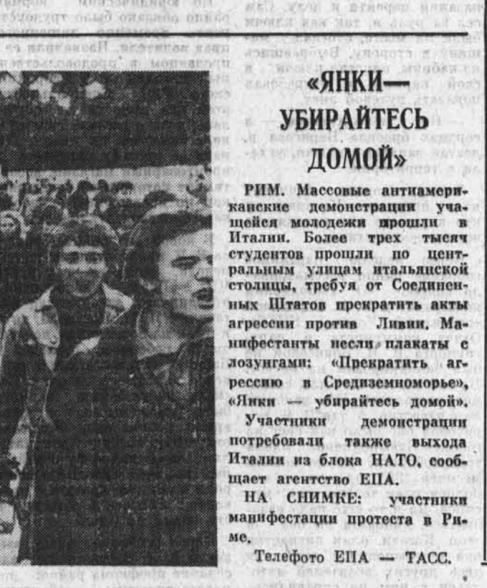 «ЯНКИ—
УБИРАЙТЕСЬ
ДОМОЙ»
РИМ. Массовые антиамери-
канские демонстрации уча-
щейся молодежи прошли в
Италии. Более трех тысяч
студентов прошли по цент-
ральным улицам итальянской
столицы, требуя от Соединен-
ных Штатов прекратить акты
агрессии против Ливии. Ма-
нифестанты несли плакаты с
лозунгами: «Прекратить аг-
рессию в Средиземноморье»,
«Янки — убирайтесь домой».
Участники демонстрации
потребовали также выхода
Италии из блока НАТО, сооб-
щает агентство ЕПА.
НА СНИМКЕ: участники
манифестации протеста в Ри-
ме.
Телефото ЕПА — ТАСС.